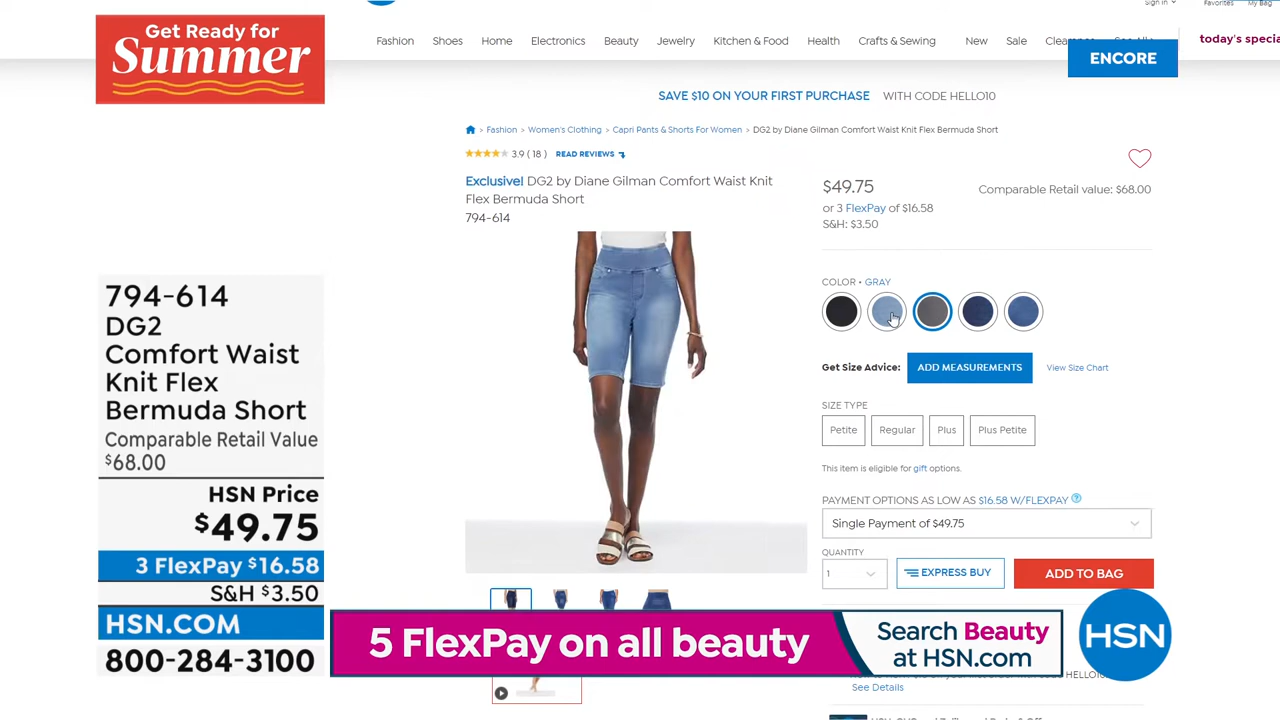 Get Ready for
Summer
Sign in
Favorites
My Bag
Fashion
Shoes
Home
Electronics
Beauty
Jewelry
Kitchen & Food
Health
Crafts & Sewing
New
Sale
today's specia
ENCORE
SAVE $10 ON YOUR FIRST PURCHASE WITH CODE HELLO10
> Fashion > Women's Clothing > Capri Pants & Shorts For Women > DG2 by Diane Gilman Comfort Waist Knit Flex Bermuda Short
3.9 ( 18 ) READ REVIEWS
Exclusive! DG2 by Diane Gilman Comfort Waist Knit
Flex Bermuda Short
794-614
$49.75
Comparable Retail value: $68.00
or 3 FlexPay of $16.58
S&H: $3.50
COLOR • GRAY
Get Size Advice: ADD MEASUREMENTS View Size Chart
SIZE TYPE
Petite Regular Plus Plus Petite
This item is eligible for gift options.
PAYMENT OPTIONS AS LOW AS $16.58 W/FLEXPAY ?
Single Payment of $49.75
QUANTITY
1
EXPRESS BUY
ADD TO BAG
See Details
794-614
DG2
Comfort Waist
Knit Flex
Bermuda Short
Comparable Retail Value
$68.00
HSN Price
$49.75
3 FlexPay $16.58
S&H $3.50
HSN.COM
800-284-3100
5 FlexPay on all beauty
Search Beauty
at HSN.com
HSN